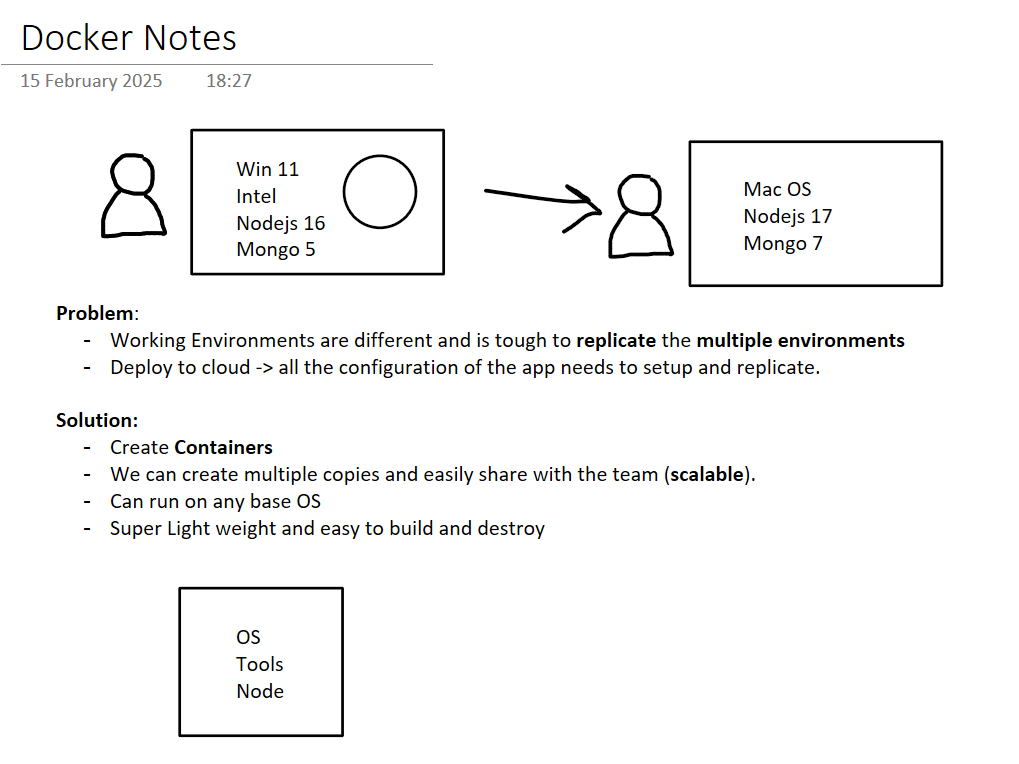 Docker Notes
15 February 2025 18:27
Win 11
Intel
Nodejs 16
Mongo 5
Mac OS
Nodejs 17
Mongo 7
Problem:
- Working Environments are different and is tough to replicate the multiple environments
- Deploy to cloud -> all the configuration of the app needs to setup and replicate.
Solution:
- Create Containers
- We can create multiple copies and easily share with the team (scalable).
- Can run on any base OS
- Super Light weight and easy to build and destroy
OS
Tools
Node